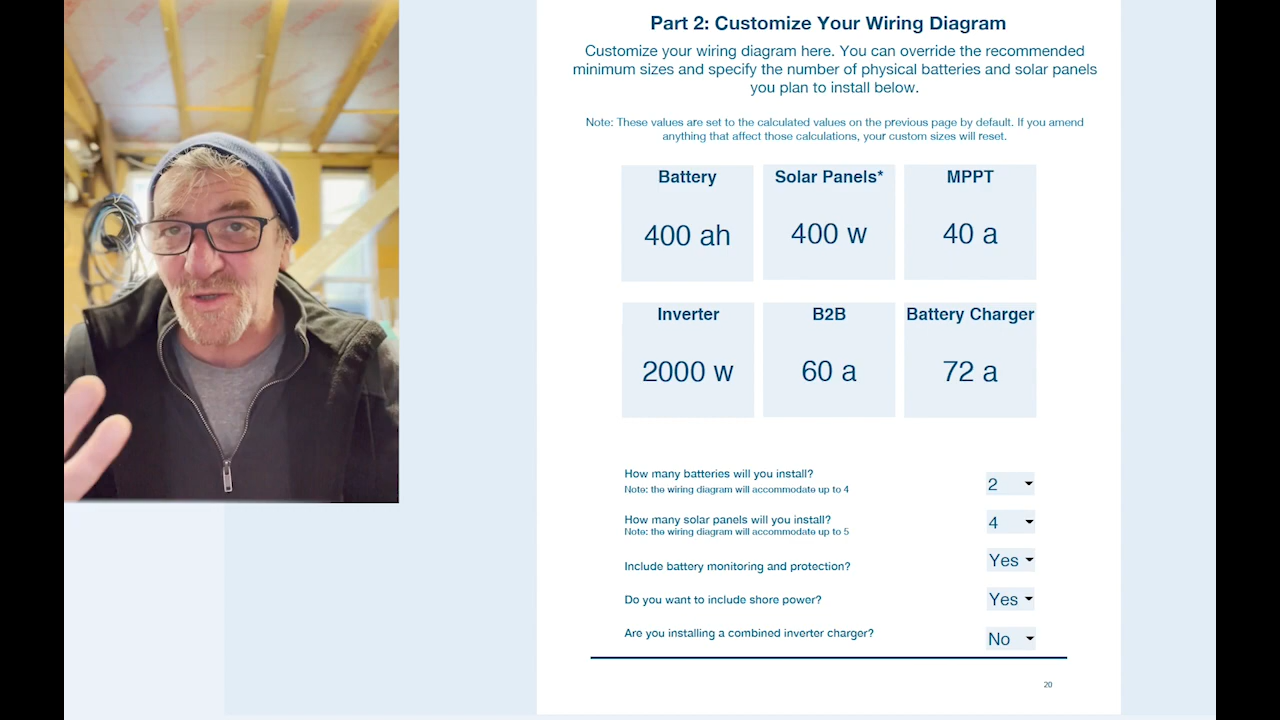 Part 2: Customize Your Wiring Diagram
Customize your wiring diagram here. You can override the recommended
minimum sizes and specify the number of physical batteries and solar panels
you plan to install below.
Note: These values are set to the calculated values on the previous page by default. If you amend
anything that affect those calculations, your custom sizes will reset.
Battery
Solar Panels*
MPPT
400 ah
400 w
40 a
Inverter
B2B
Battery Charger
2000 w
60 a
72 a
How many batteries will you install?
2
Note: the wiring diagram will accommodate up to 4
How many solar panels will you install?
4
Note: the wiring diagram will accommodate up to 5
Include battery monitoring and protection?
Yes
Do you want to include shore power?
Yes
Are you installing a combined inverter charger?
No
20